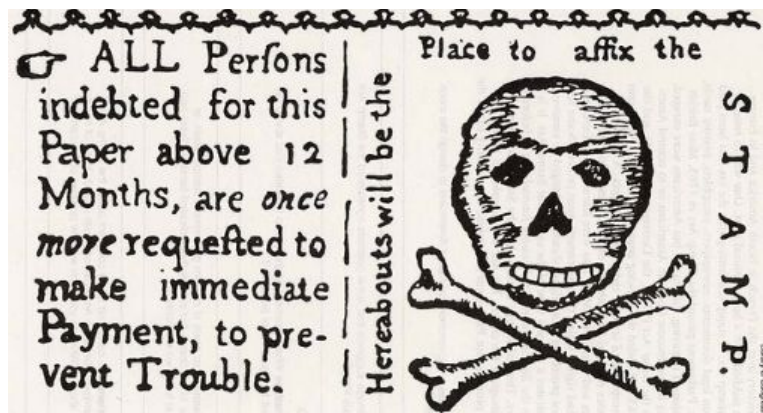 ☞ ALL Perſons
indebted for this
Paper above 12
Months, are once
more requeſted to
make immediate
Payment, to pre-
vent Trouble.
Hereabouts will be the
Place to affix the
STAMP.